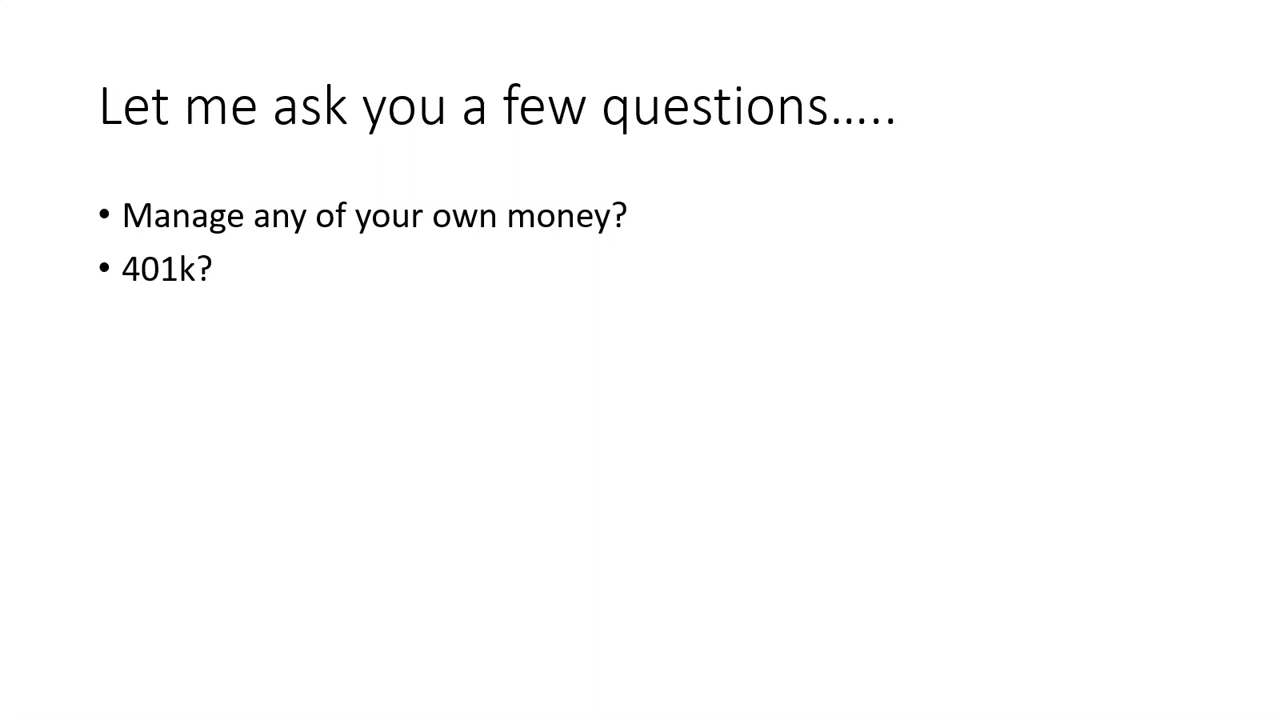 Let me ask you a few questions.....
• Manage any of your own money?
• 401k?